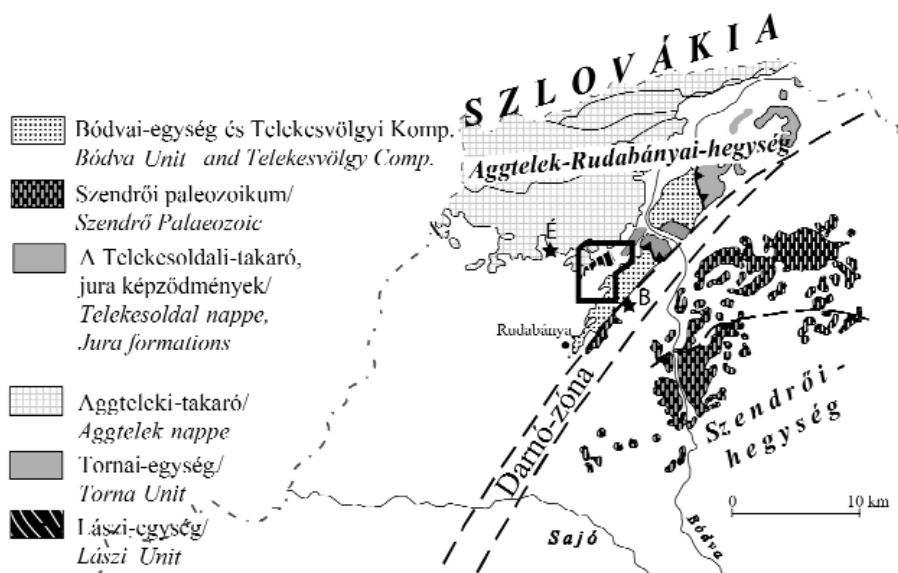 SZLOVÁKIA
Bódvai-egység és Telekesvölgyi Komp.
Bódva Unit and Telekesvölgy Comp.
Szendrői paleozoikum/
Szendrő Palaeozoic
A Telekesoldali-takaró,
jura képződmények/
Telekesoldal nappe,
Jura formations
Aggteleki-takaró/
Aggtelek nappe
Tornai-egység/
Torna Unit
Lászi-egység/
Lászi Unit
Aggtelek-Rudabányai-hegység
É
B
Rudabánya
Darnó-zóna
Szendrői-
hegység
0 10 km
Sajó
Bódva